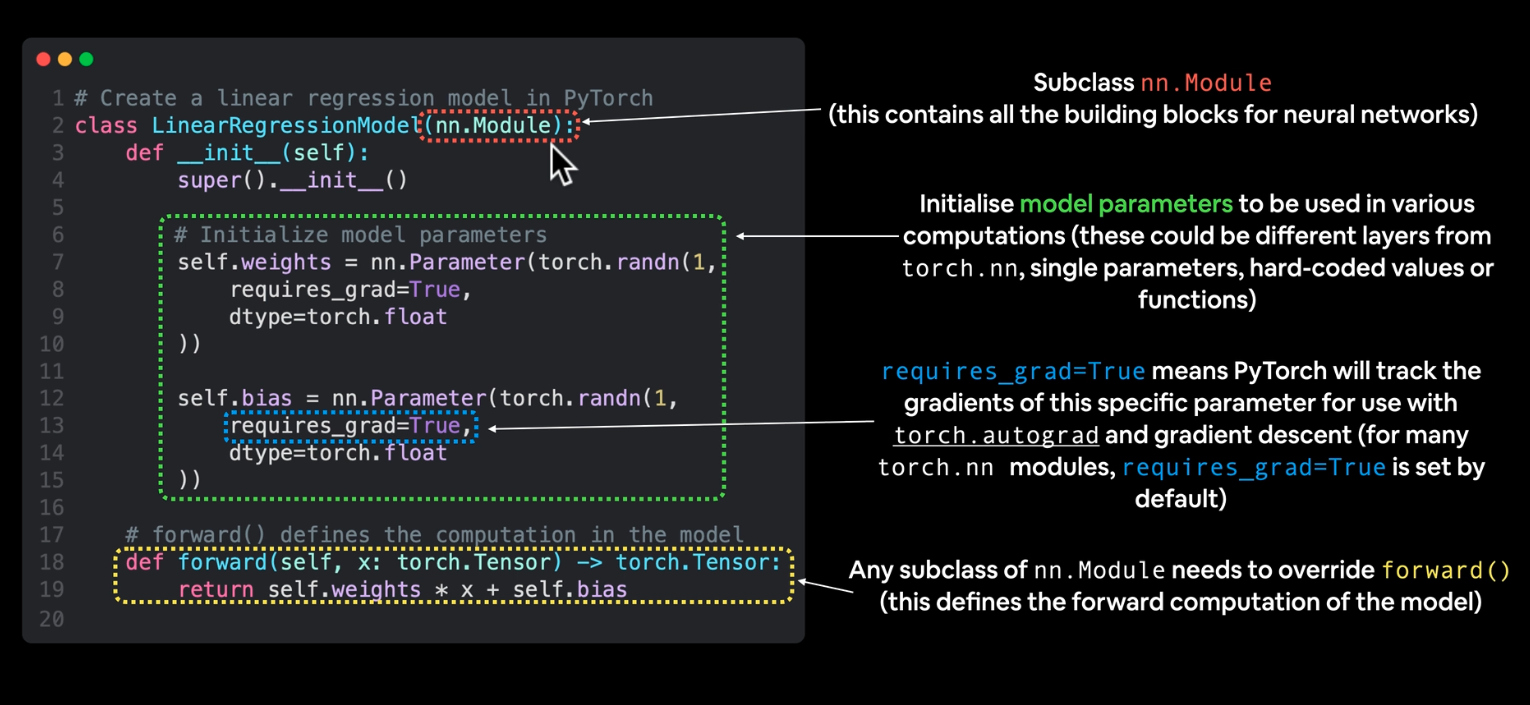 1 # Create a linear regression model in PyTorch
2 class LinearRegressionModel(nn.Module):
3     def __init__(self):
4         super().__init__()
5
6         # Initialize model parameters
7         self.weights = nn.Parameter(torch.randn(1,
8             requires_grad=True,
9             dtype=torch.float
10         ))
11
12         self.bias = nn.Parameter(torch.randn(1,
13             requires_grad=True,
14             dtype=torch.float
15         ))
16
17     # forward() defines the computation in the model
18     def forward(self, x: torch.Tensor) -> torch.Tensor:
19         return self.weights * x + self.bias
20
Subclass nn.Module
(this contains all the building blocks for neural networks)
Initialise model parameters to be used in various
computations (these could be different layers from
torch.nn, single parameters, hard-coded values or
functions)
requires_grad=True means PyTorch will track the
gradients of this specific parameter for use with
torch.autograd and gradient descent (for many
torch.nn modules, requires_grad=True is set by
default)
Any subclass of nn.Module needs to override forward()
(this defines the forward computation of the model)